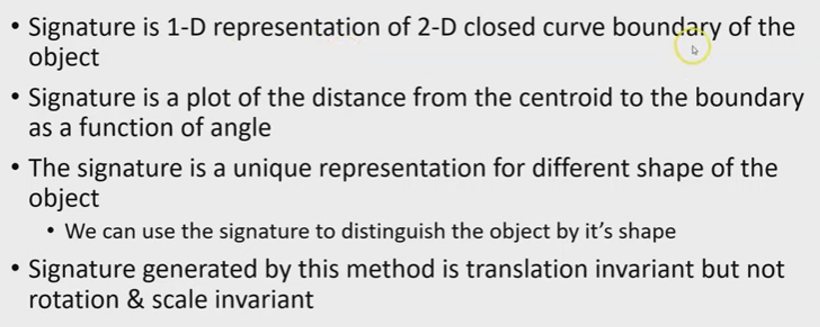 • Signature is 1-D representation of 2-D closed curve boundary of the
object
• Signature is a plot of the distance from the centroid to the boundary
as a function of angle
• The signature is a unique representation for different shape of the
object
• We can use the signature to distinguish the object by it's shape
• Signature generated by this method is translation invariant but not
rotation & scale invariant